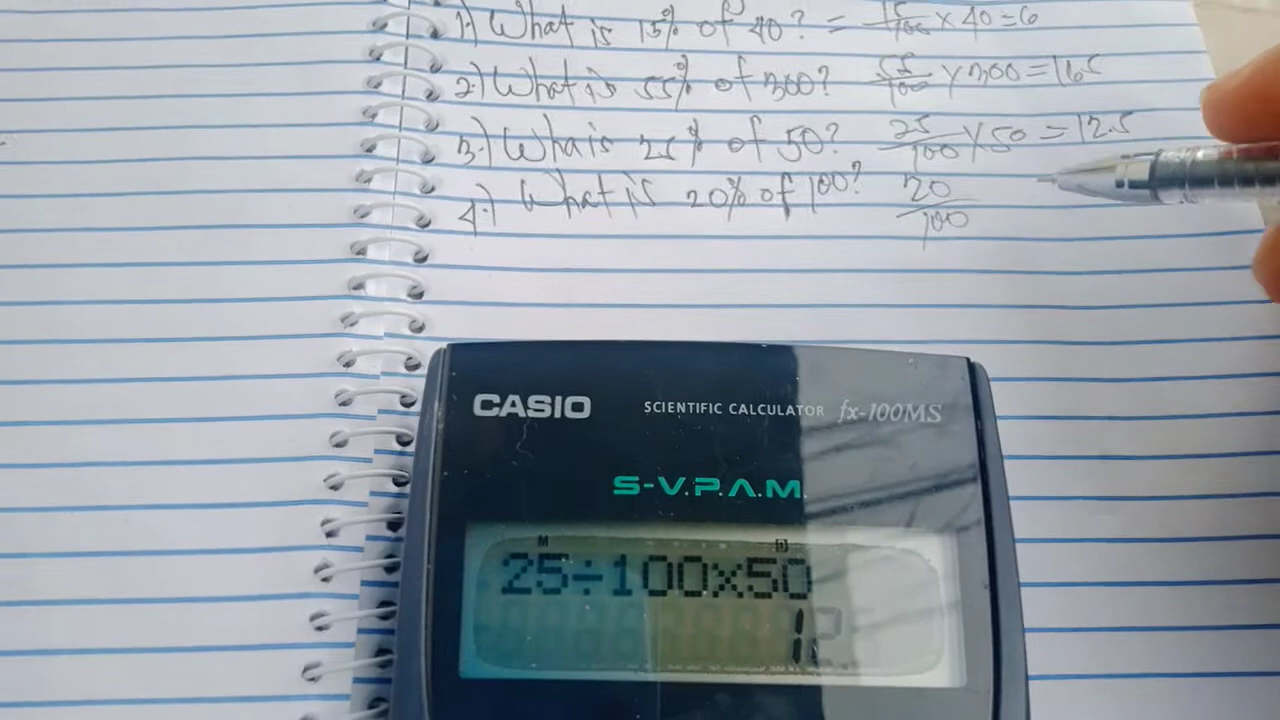 1.) What is 15% of 40? = 15/100 x 40 = 6
2.) What is 55% of 300? 55/100 x 300 = 165
3.) Wha is 25% of 50? 25/100 x 50 = 12.5
4.) What is 20% of 100? 20/100
CASIO SCIENTIFIC CALCULATOR fx-100MS
S-V.P.A.M.
M D
25÷100x50